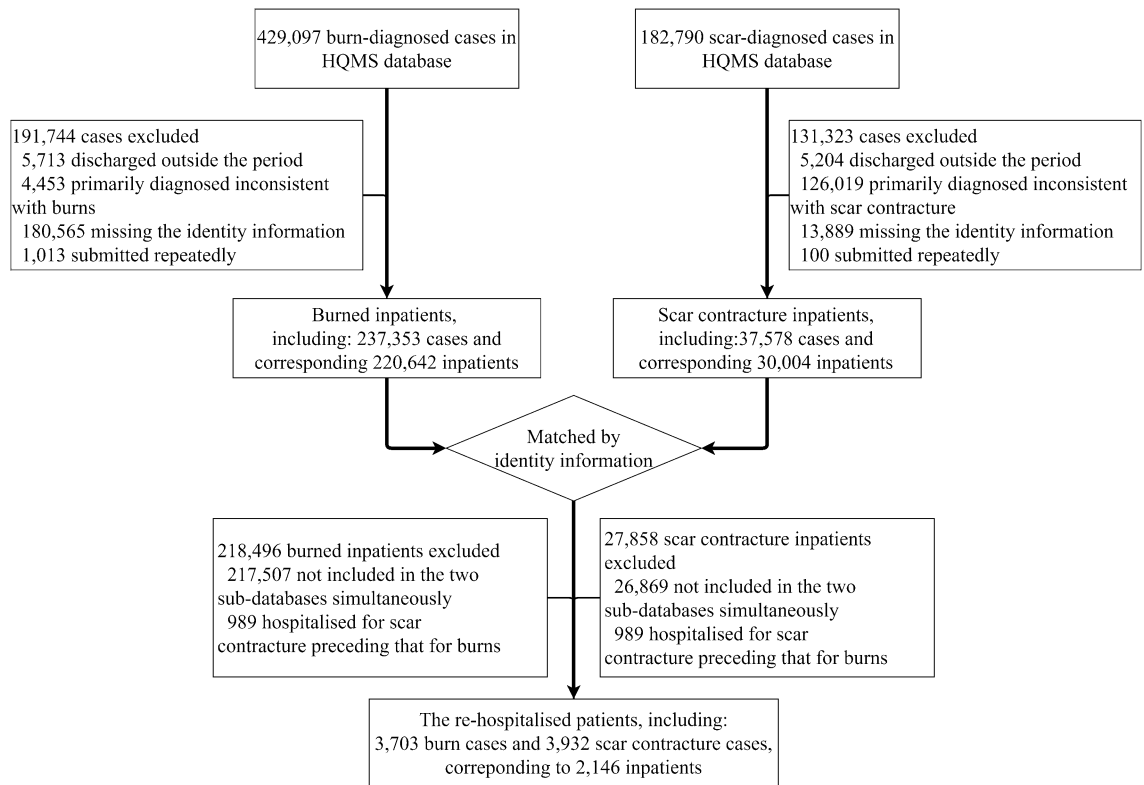 429,097 burn-diagnosed cases in
HQMS database
182,790 scar-diagnosed cases in
HQMS database
191,744 cases excluded
5,713 discharged outside the period
4,453 primarily diagnosed inconsistent
with burns
180,565 missing the identity information
1,013 submitted repeatedly
131,323 cases excluded
5,204 discharged outside the period
126,019 primarily diagnosed inconsistent
with scar contracture
13,889 missing the identity information
100 submitted repeatedly
Burned inpatients,
including: 237,353 cases and
corresponding 220,642 inpatients
Scar contracture inpatients,
including:37,578 cases and
corresponding 30,004 inpatients
Matched by
identity information
218,496 burned inpatients excluded
217,507 not included in the two
sub-databases simultaneously
989 hospitalised for scar
contracture preceding that for burns
27,858 scar contracture inpatients
excluded
26,869 not included in the two
sub-databases simultaneously
989 hospitalised for scar
contracture preceding that for burns
The re-hospitalised patients, including:
3,703 burn cases and 3,932 scar contracture cases,
correponding to 2,146 inpatients